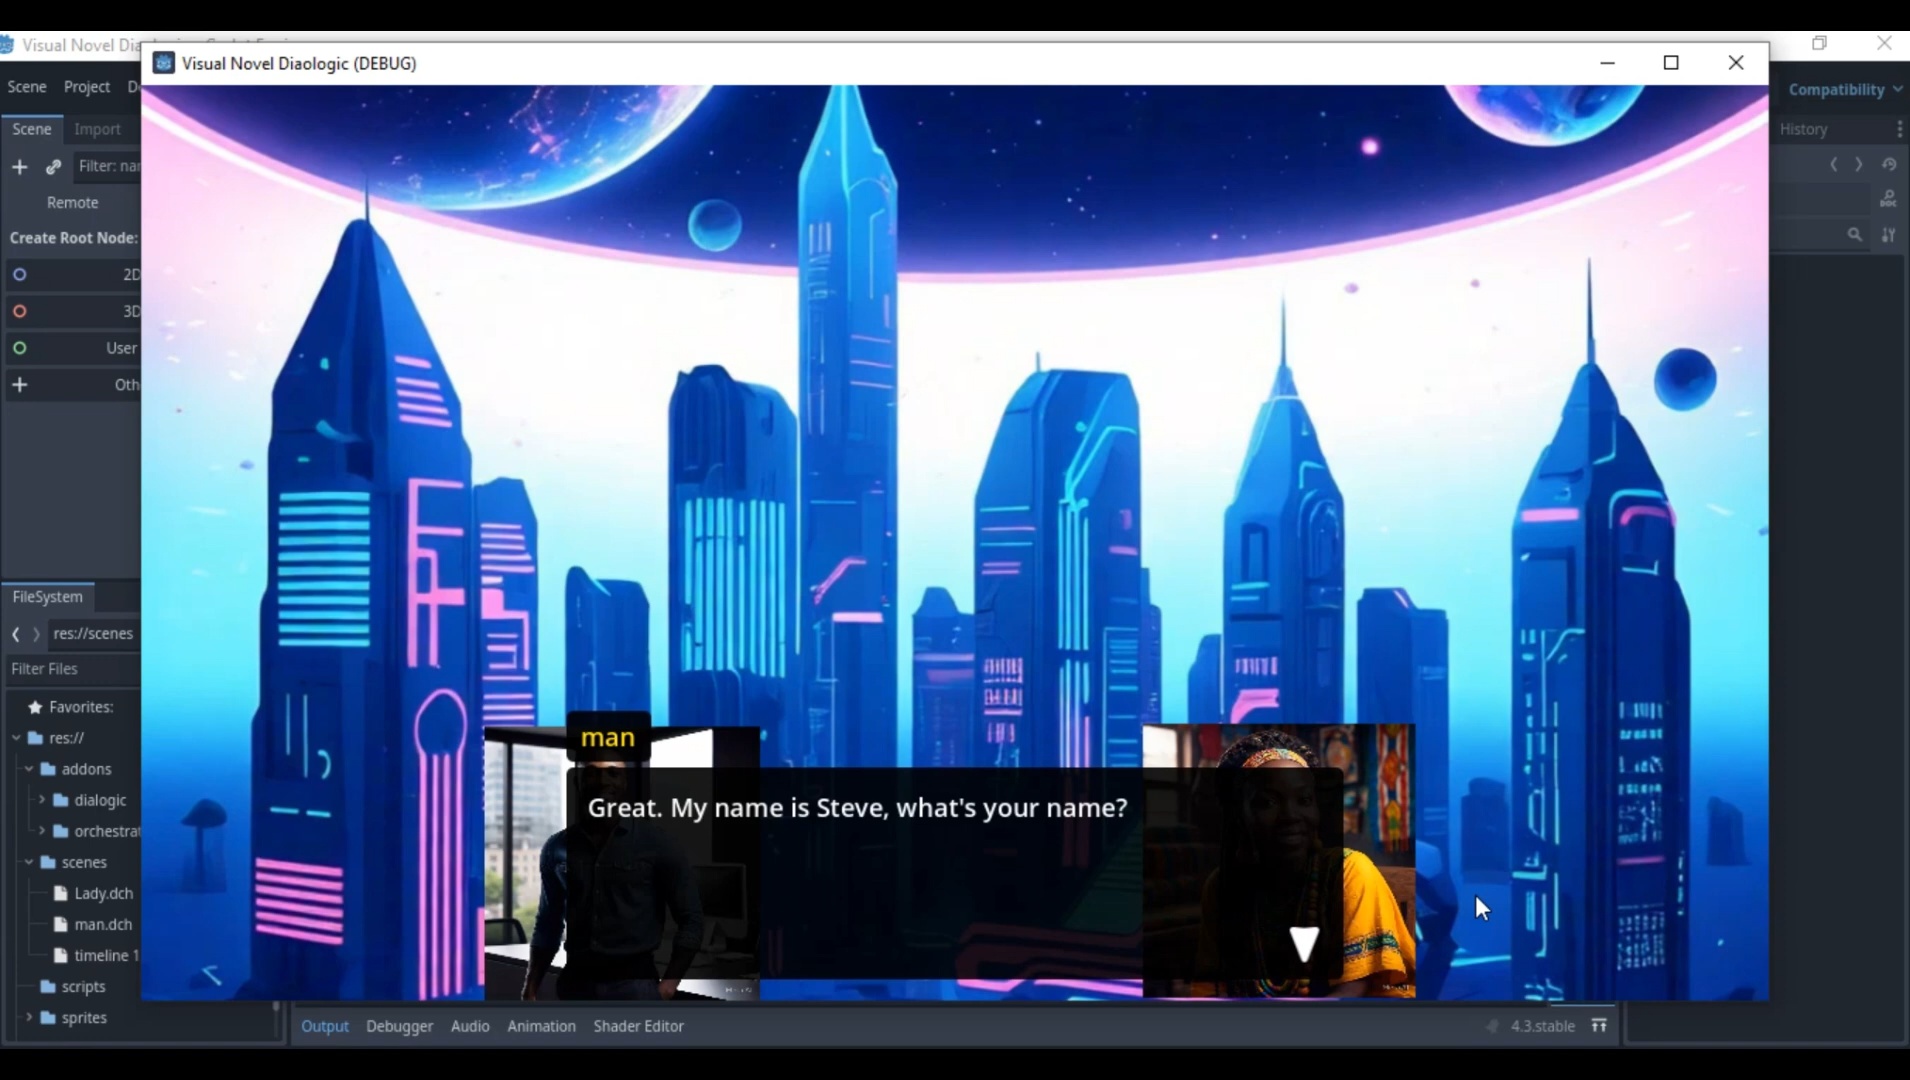 Visual Novel Dia
Visual Novel Diaologic (DEBUG)
Scene
Project
D
Compatibility
Scene
Import
History
Filter: nar
Remote
Create Root Node:
2D
3D
User
Oth
FileSystem
res://scenes
Filter Files
Favorites:
res://
addons
dialogic
orchestrat
scenes
Lady.dch
man.dch
timeline 1
scripts
sprites
man
Great. My name is Steve, what's your name?
Output
Debugger
Audio
Animation
Shader Editor
4.3.stable